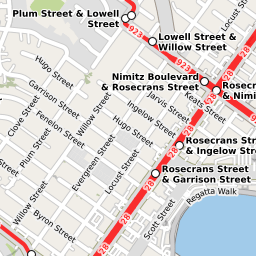 Plum Street & Lowell
Street
Lowell Street &
Willow Street
923
923
Nimitz Boulevard
& Rosecrans Street
Rosec
& Nimi
Locust Street
Hugo Street
Garrison Street
Jarvis Street
Keats Street
Ingelow Street
Clove Street
Fenelon Street
Willow Street
Hugo Street
28
Plum Street
Rosecrans Str
& Ingelow Stre
Evergreen Street
Locust Street
28
Rosecrans Street
& Garrison Street
28
Regatta Walk
Willow Street
Byron Street
Scott Street
28